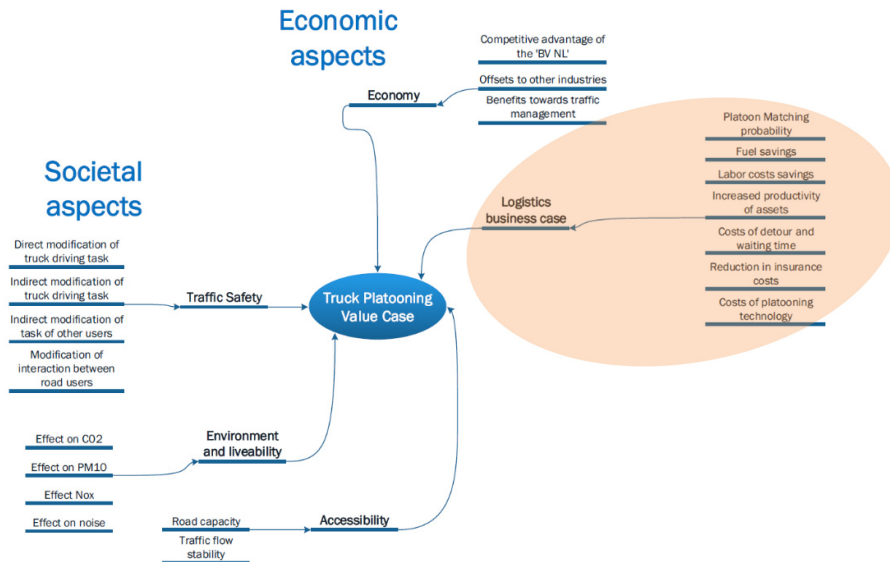 Economic
aspects
Competitive advantage of
the 'BV NL'
Offsets to other industries
Benefits towards traffic
management
Economy
Platoon Matching
probability
Fuel savings
Labor costs savings
Increased productivity
of assets
Costs of detour and
waiting time
Reduction in insurance
costs
Costs of platooning
technology
Logistics
business case
Societal
aspects
Direct modification of
truck driving task
Indirect modification of
truck driving task
Indirect modification of
task of other users
Modification of
interaction between
road users
Traffic Safety
Truck Platooning
Value Case
Effect on CO2
Effect on PM10
Effect Nox
Effect on noise
Environment
and liveability
Road capacity
Traffic flow
stability
Accessibility